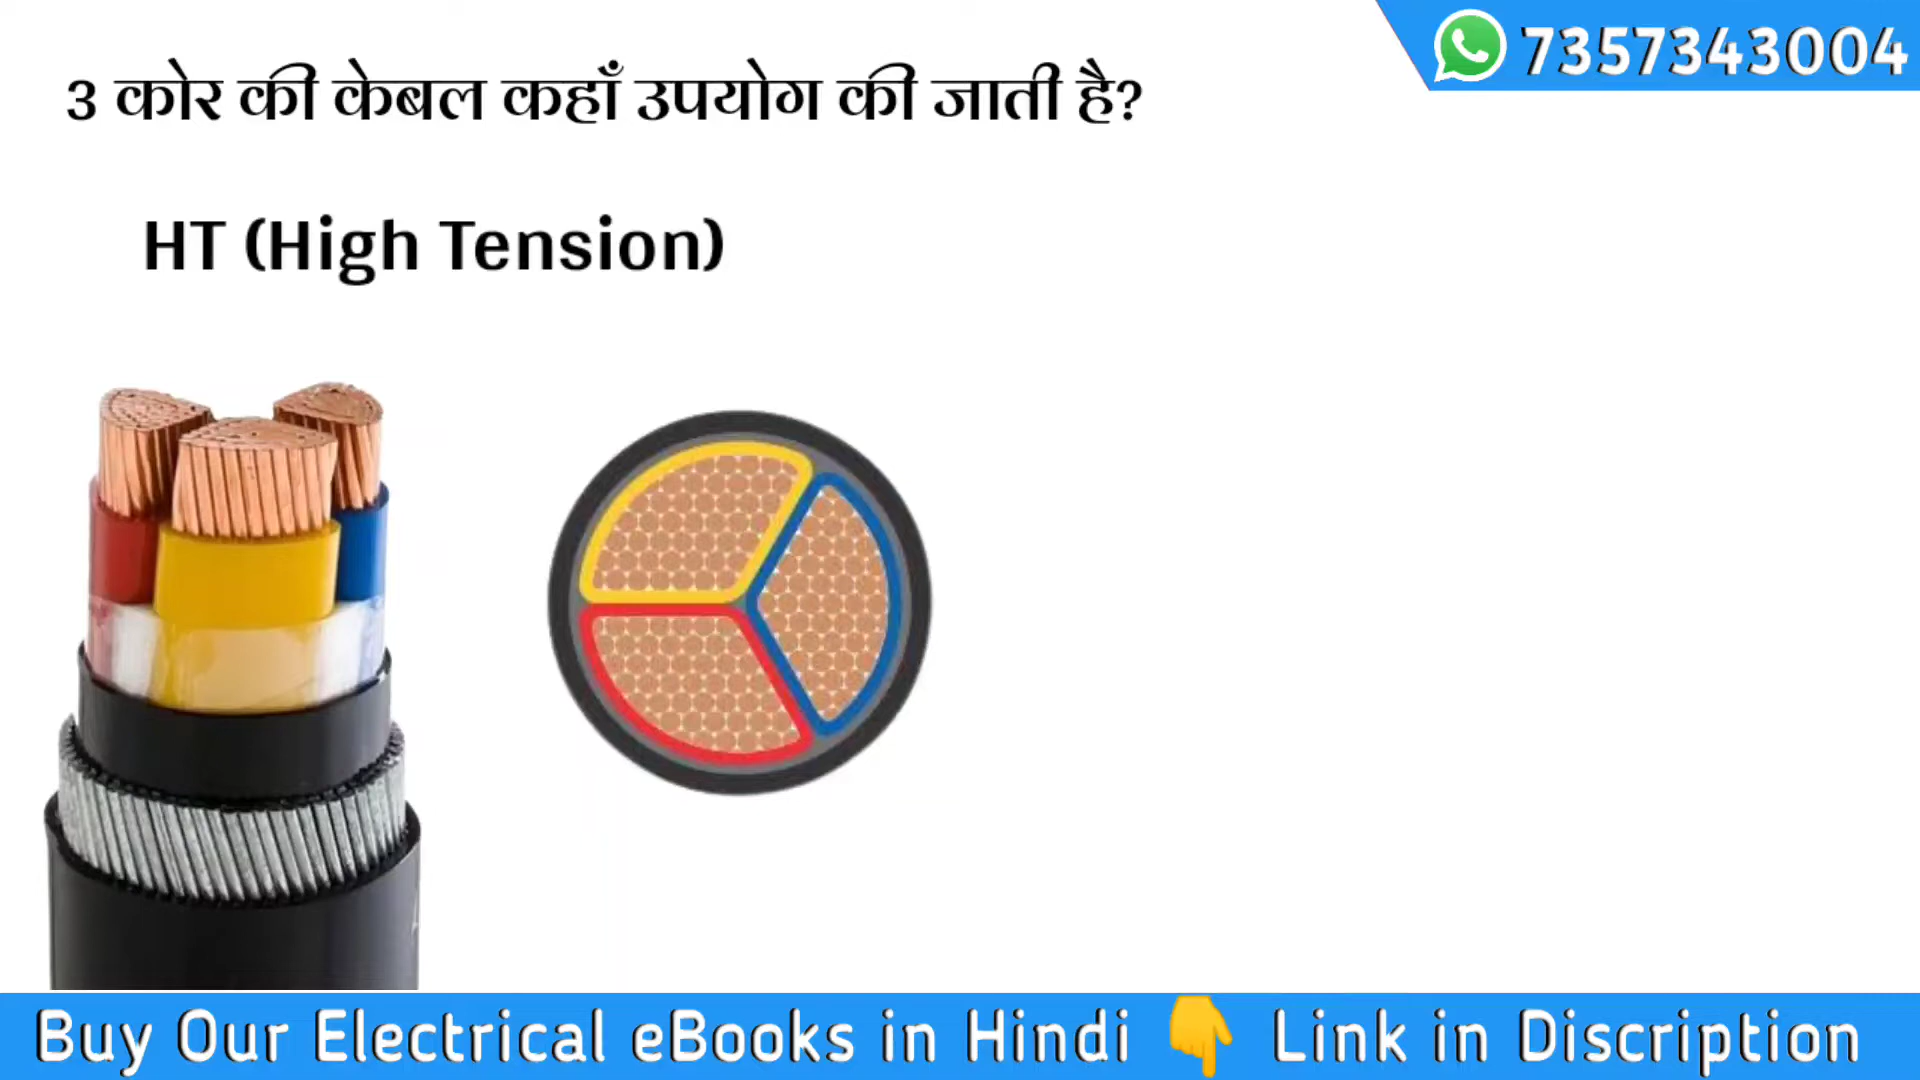 7357343004
3 कोर की केबल कहाँ उपयोग की जाती है?
HT (High Tension)
Buy Our Electrical eBooks in Hindi 👇 Link in Discription